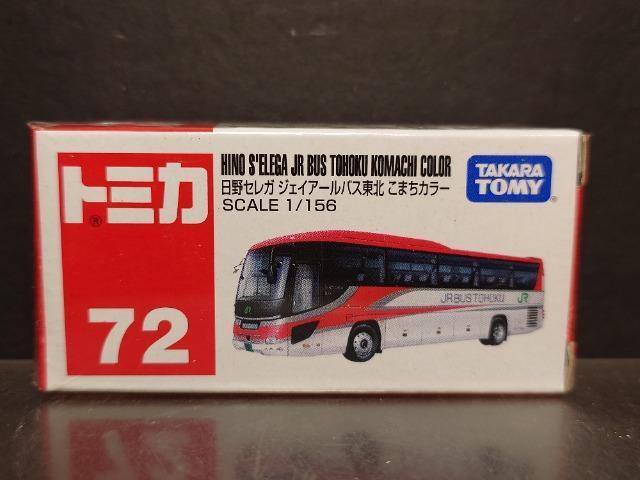 トミカ
®
72
HINO S'ELEGA JR BUS TOHOKU KOMACHI COLOR
日野セレガ ジェイアールバス東北 こまちカラー
SCALE 1/156
TAKARA
TOMY
®
JR BUS TOHOKU JR